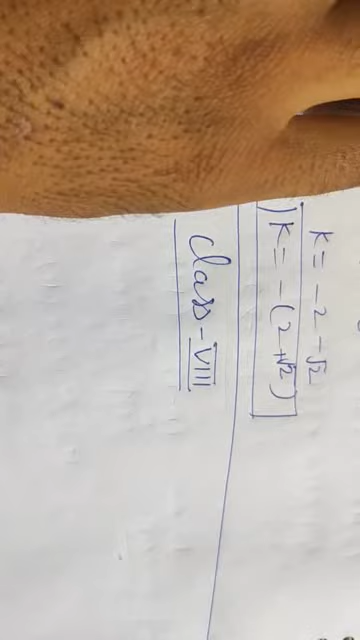 K = -2 -√2
) K = -(2+√2)
Class - VIII